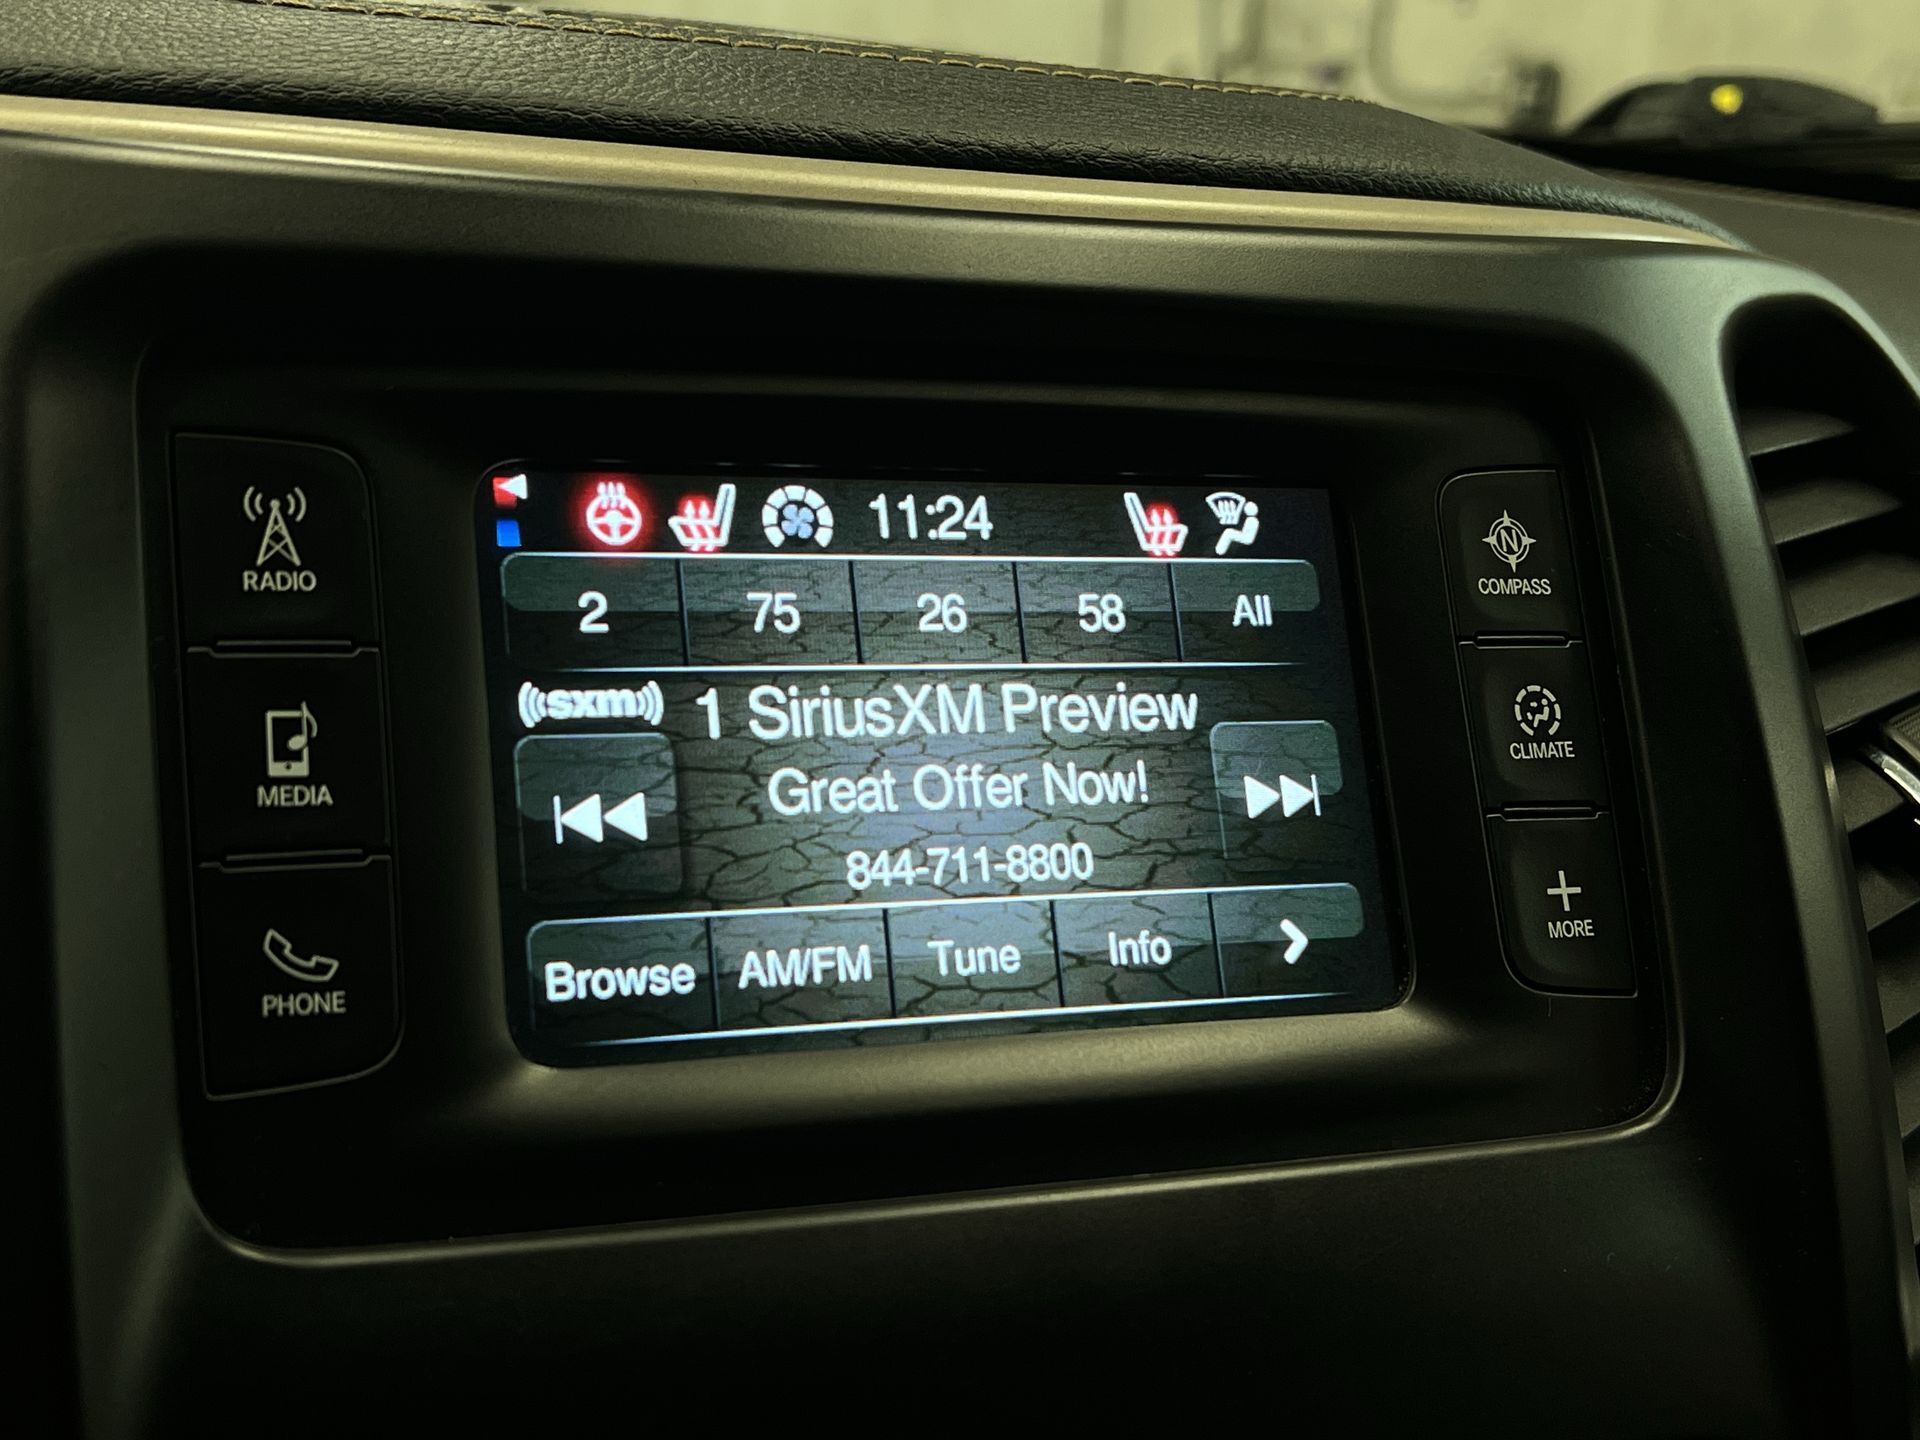 RADIO
MEDIA
PHONE
11:24
2 75 26 58 All
((sxm)) 1 SiriusXM Preview
Great Offer Now!
844-711-8800
Browse AM/FM Tune Info
N
COMPASS
CLIMATE
MORE